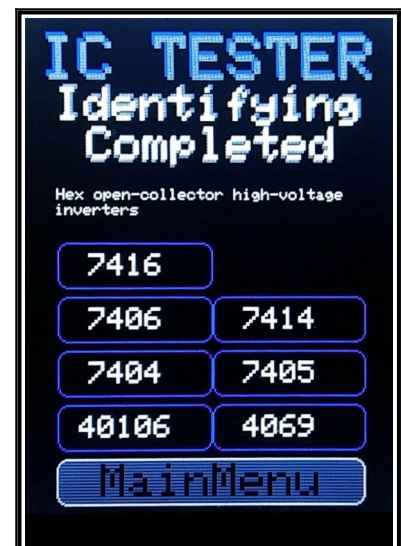 IC TESTER
Identifying
Completed
Hex open-collector high-voltage
inverters
7416
7406 7414
7404 7405
40106 4069
MainMenu